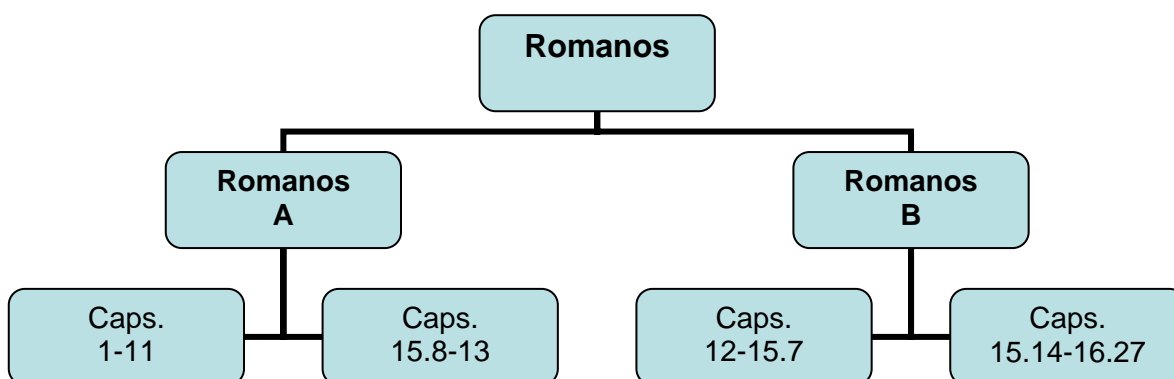 Romanos
Romanos
A
Romanos
B
Caps.
1-11
Caps.
15.8-13
Caps.
12-15.7
Caps.
15.14-16.27